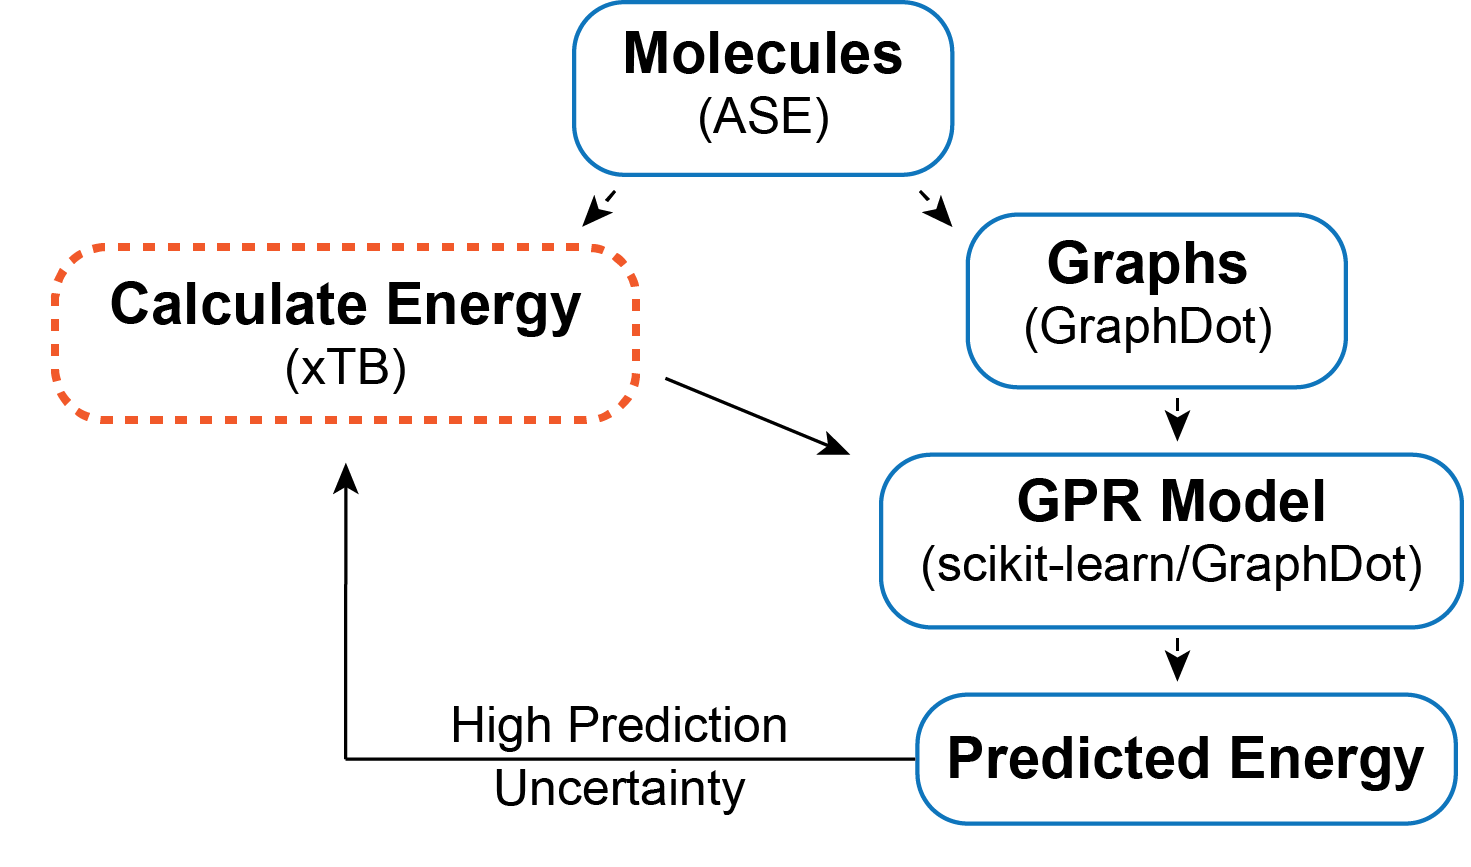 Molecules
(ASE)
Calculate Energy
(xTB)
Graphs
(GraphDot)
GPR Model
(scikit-learn/GraphDot)
High Prediction
Uncertainty
Predicted Energy